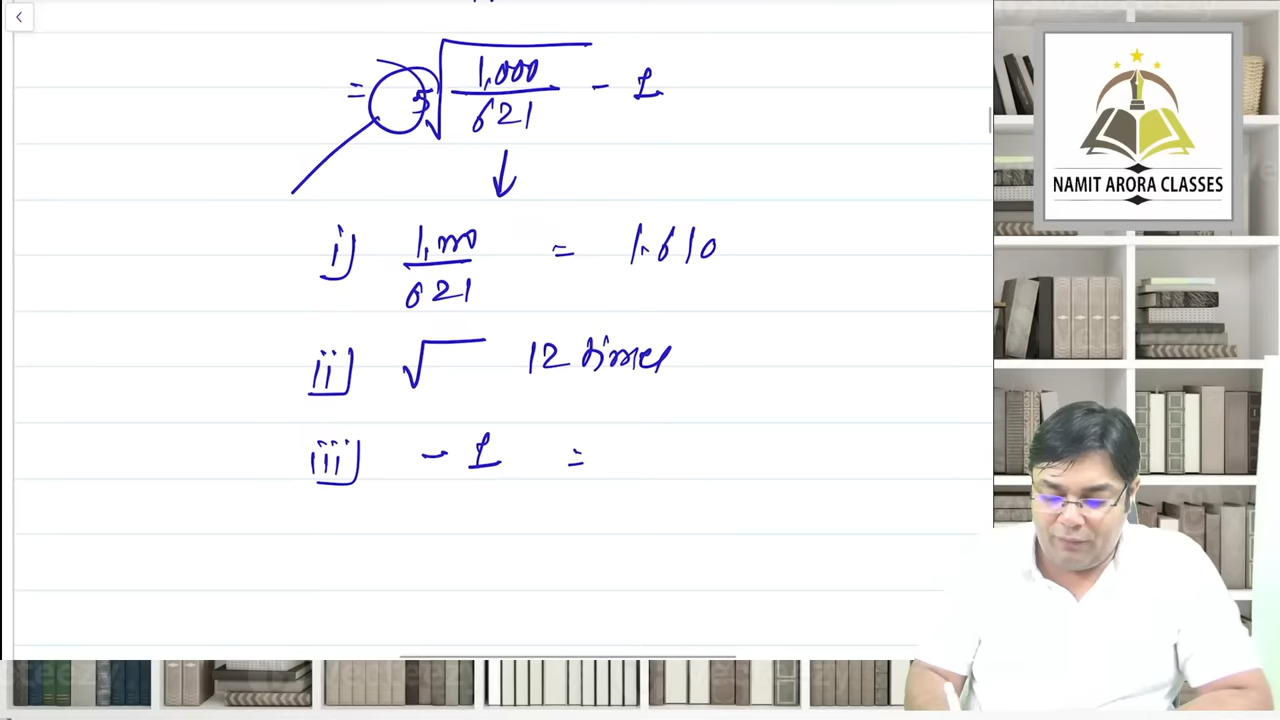 = ⁵√(1,000/621) - 1
↓
i) 1,000/621 = 1.610
ii) √ 12 times
iii) - 1 =
NAMIT ARORA CLASSES